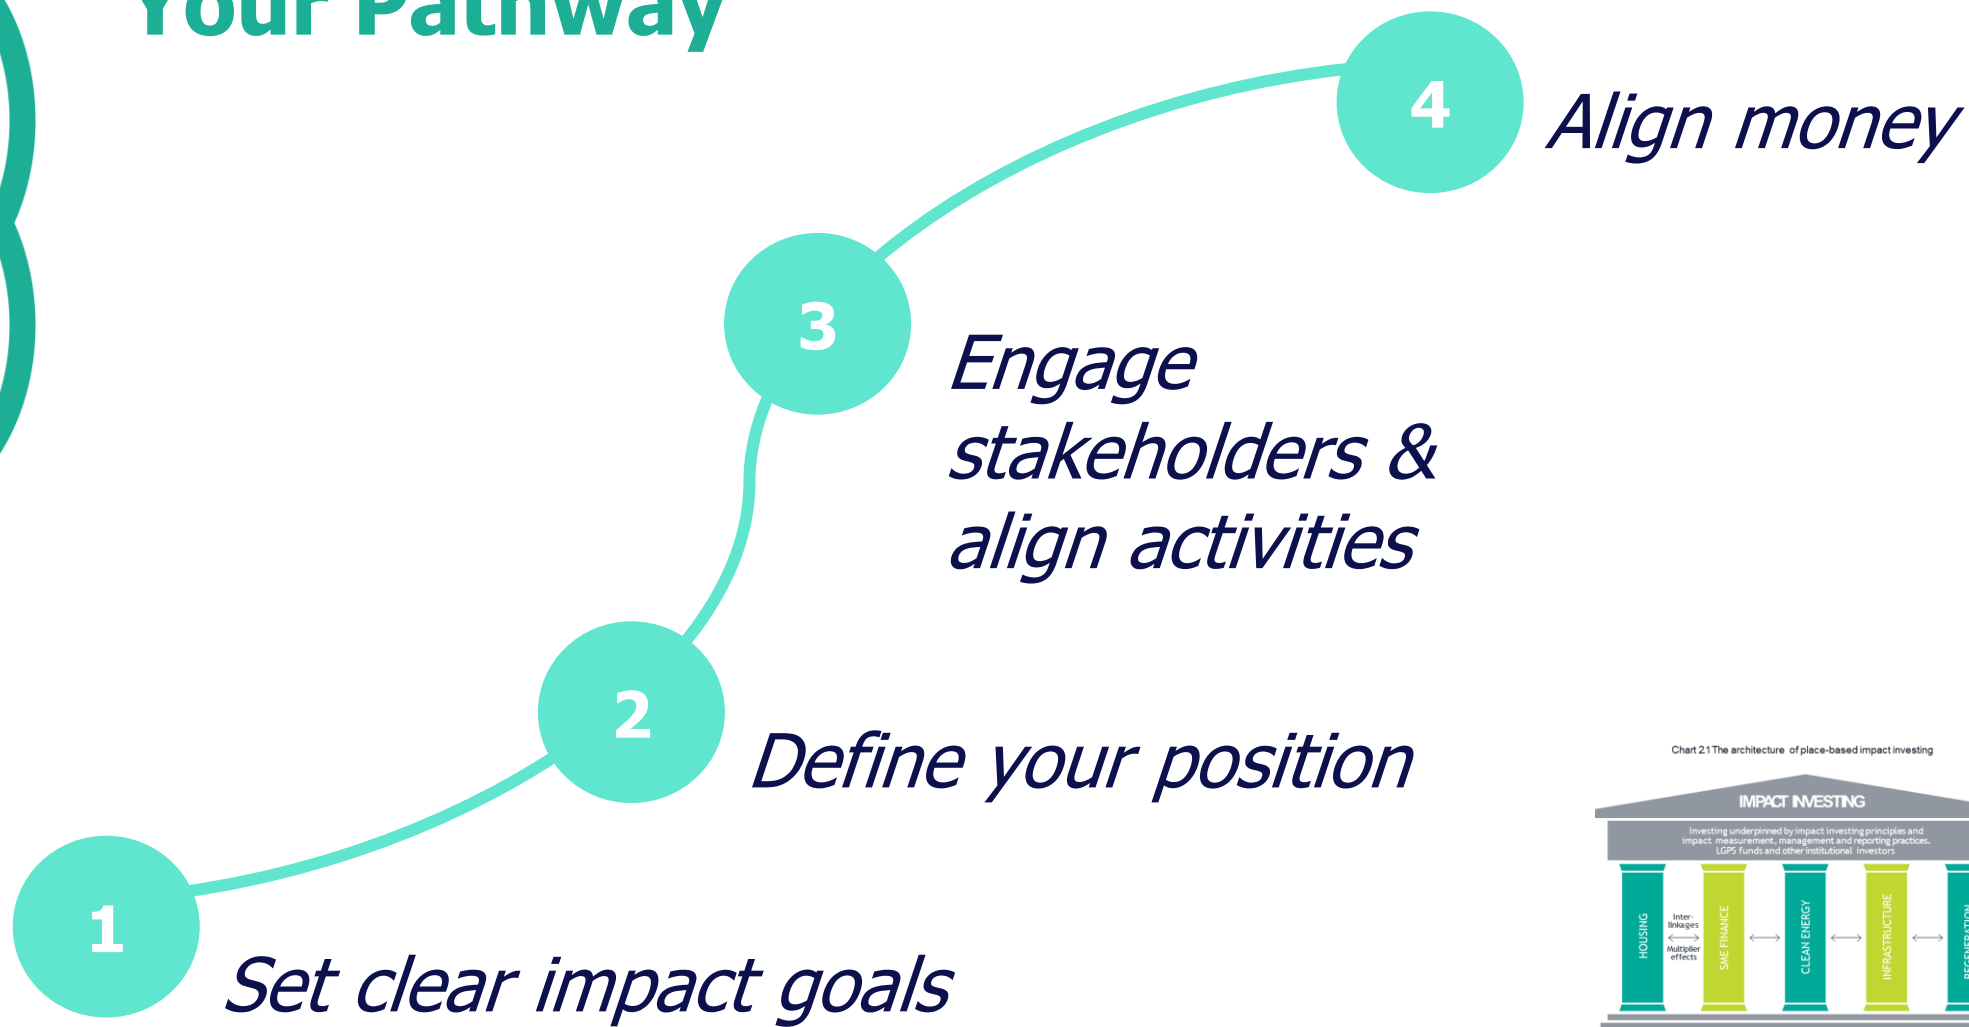 Your Pathway
4
Align money
3
Engage
stakeholders &
align activities
2
Define your position
1
Set clear impact goals
Chart 2.1 The architecture of place-based impact investing
IMPACT INVESTING
Investing underpinned by impact investing principles and
impact measurement, management and reporting practices.
LGPS funds and other institutional investors
HOUSING
Inter-
linkages
Multiplier
effects
SME FINANCE
CLEAN ENERGY
INFRASTRUCTURE
REGENERATION